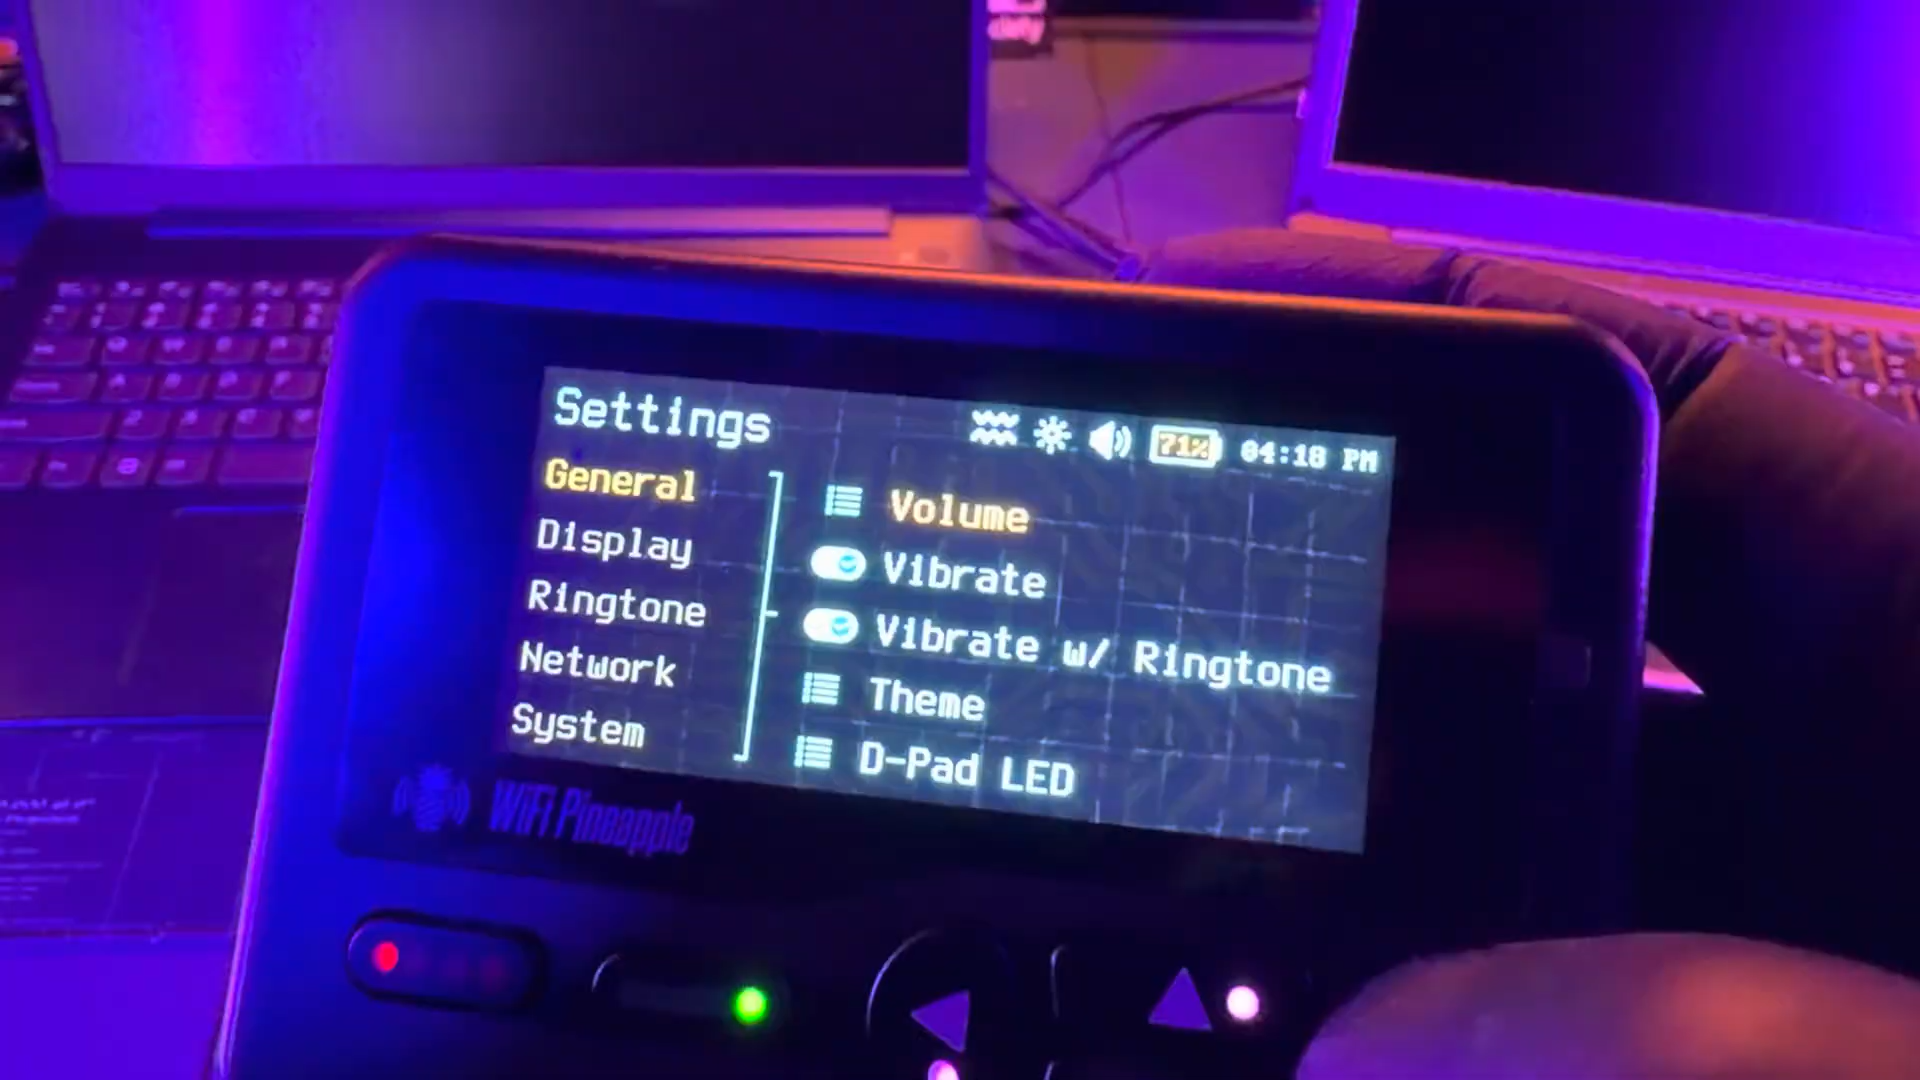 Settings
71% 04:18 PM
General
Display
Ringtone
Network
System
Volume
Vibrate
Vibrate w/ Ringtone
Theme
D-Pad LED
WiFi Pineapple